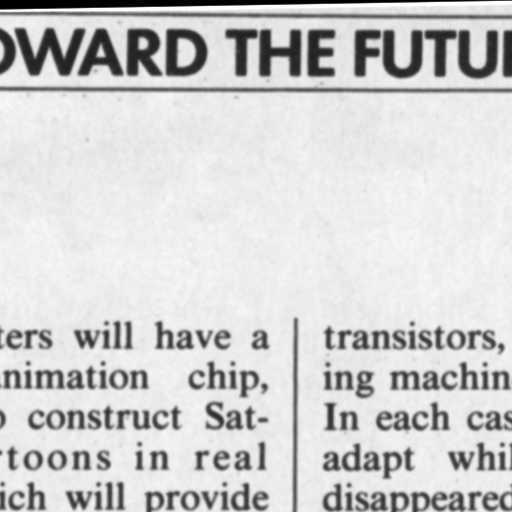 OWARD THE FUTU
ters will have a
nimation chip,
o construct Sat-
rtoons in real
ich will provide
transistors,
ing machin
In each cas
adapt whil
disappeared